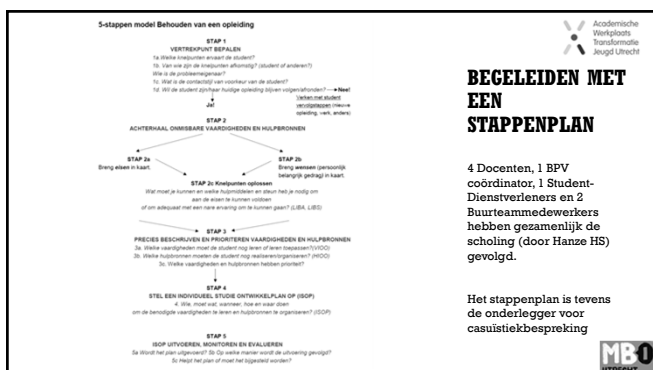 5-stappen model Behouden van een opleiding
STAP 1
VERTREKPUNT BEPALEN
1a Welke knelpunten ervaart de student?
1b. Van wie zijn de knelpunten afkomstig? (student of anderen?)
Wie is de probleemeigenaar?
1c. Wat is de contactstijl van voorkeur van de student?
1d. Wil de student zijn/haar huidige opleiding blijven volgen/afronden? Nee!
Ja!
Verken met student
vervolgstappen (nieuwe
opleiding, werk, anders)
STAP 2
ACHTERHAAL ONMISBARE VAARDIGHEDEN EN HULPBRONNEN
STAP 2a
Breng eisen in kaart.
STAP 2b
Breng wensen (persoonlijk
belangrijk gedrag) in kaart.
STAP 2c Knelpunten oplossen
Wat moet je kunnen en welke hulpmiddelen en steun heb je nodig om
aan de eisen te kunnen voldoen
of om adequaat met een nare ervaring om te kunnen gaan? (LIBA, LIBS)
STAP 3
PRECIES BESCHRIJVEN EN PRIORITEREN VAARDIGHEDEN EN HULPBRONNEN
3a. Welke vaardigheden moet de student nog leren of leren toepassen?(VIOO)
3b. Welke hulpbronnen moeten de student nog realiseren/organiseren? (HIOO)
3c. Welke vaardigheden en hulpbronnen hebben prioriteit?
STAP 4
STEL EEN INDIVIDUEEL STUDIE ONTWIKKELPLAN OP (ISOP)
4. Wie, moet wat, wanneer, hoe en waar doen
om de benodigde vaardigheden te leren en hulpbronnen te organiseren? (ISOP)
STAP 5
ISOP UITVOEREN, MONITOREN EN EVALUEREN
5a Wordt het plan uitgevoerd? 5b Op welke manier wordt de uitvoering gevolgd?
5c Helpt het plan of moet het bijgesteld worden?
Academische
Werkplaats
Transformatie
Jeugd Utrecht
BEGELEIDEN MET
EEN
STAPPENPLAN
4 Docenten, 1 BPV
coördinator, 1 Student-
Dienstverleners en 2
Buurteammedewerkers
hebben gezamenlijk de
scholing (door Hanze HS)
gevolgd.
Het stappenplan is tevens
de onderlegger voor
casuïstiekbespreking
MBO
UTRECHT